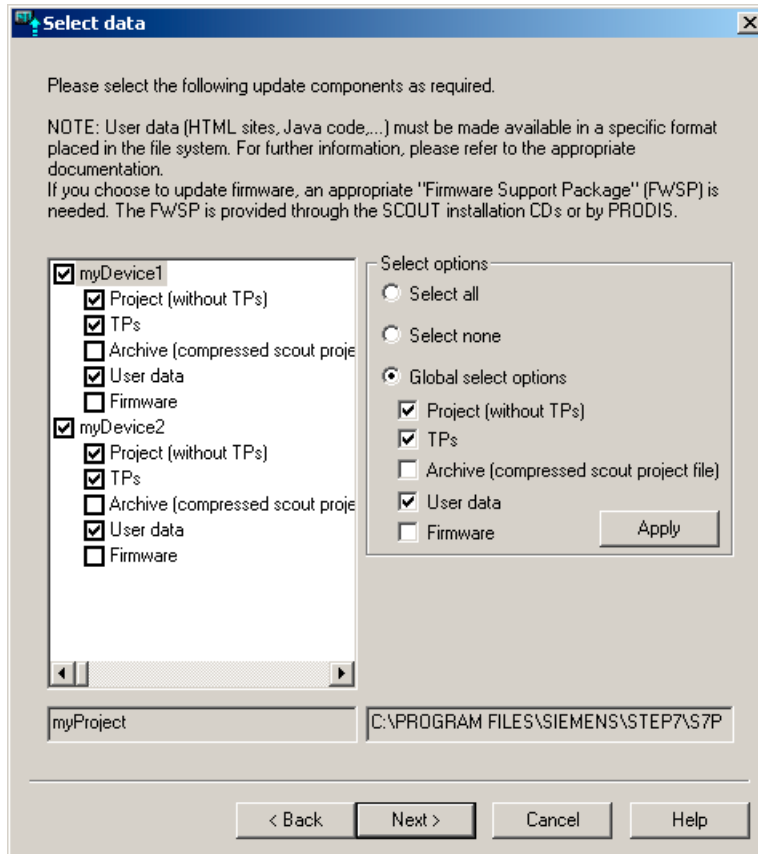 Select data
Please select the following update components as required.
NOTE: User data (HTML sites, Java code,...) must be made available in a specific format
placed in the file system. For further information, please refer to the appropriate
documentation.
If you choose to update firmware, an appropriate "Firmware Support Package" (FWSP) is
needed. The FWSP is provided through the SCOUT installation CDs or by PRODIS.
myDevice1
Project (without TPs)
TPs
Archive (compressed scout proje
User data
Firmware
myDevice2
Project (without TPs)
TPs
Archive (compressed scout proje
User data
Firmware
Select options
Select all
Select none
Global select options
Project (without TPs)
TPs
Archive (compressed scout project file)
User data
Firmware
Apply
myProject
C:\PROGRAM FILES\SIEMENS\STEP7\S7P
< Back
Next >
Cancel
Help